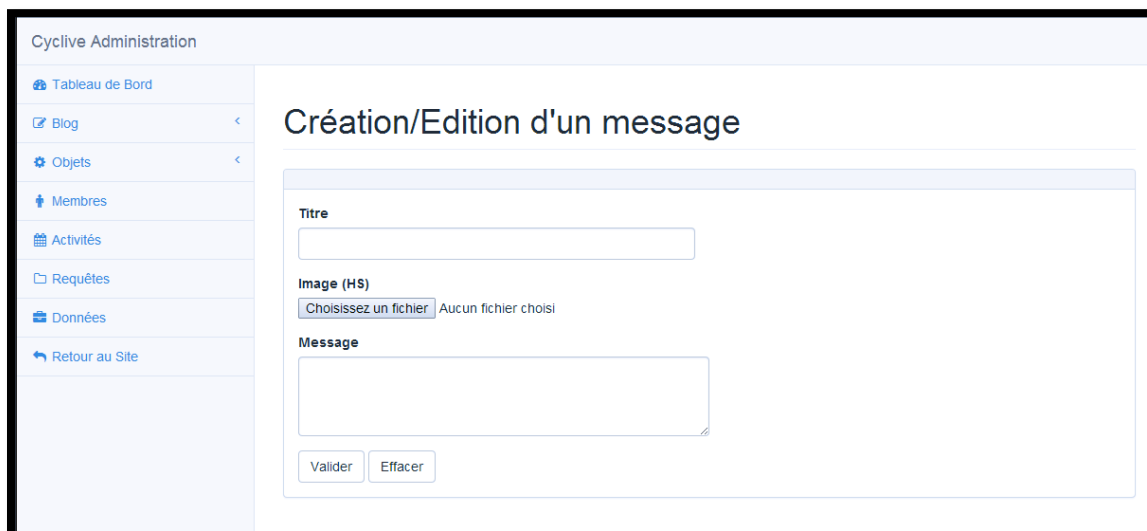 Cyclive Administration
Tableau de Bord
Blog
Objets
Membres
Activités
Requêtes
Données
Retour au Site
Création/Edition d'un message
Titre
Image (HS)
Choisissez un fichier Aucun fichier choisi
Message
Valider Effacer